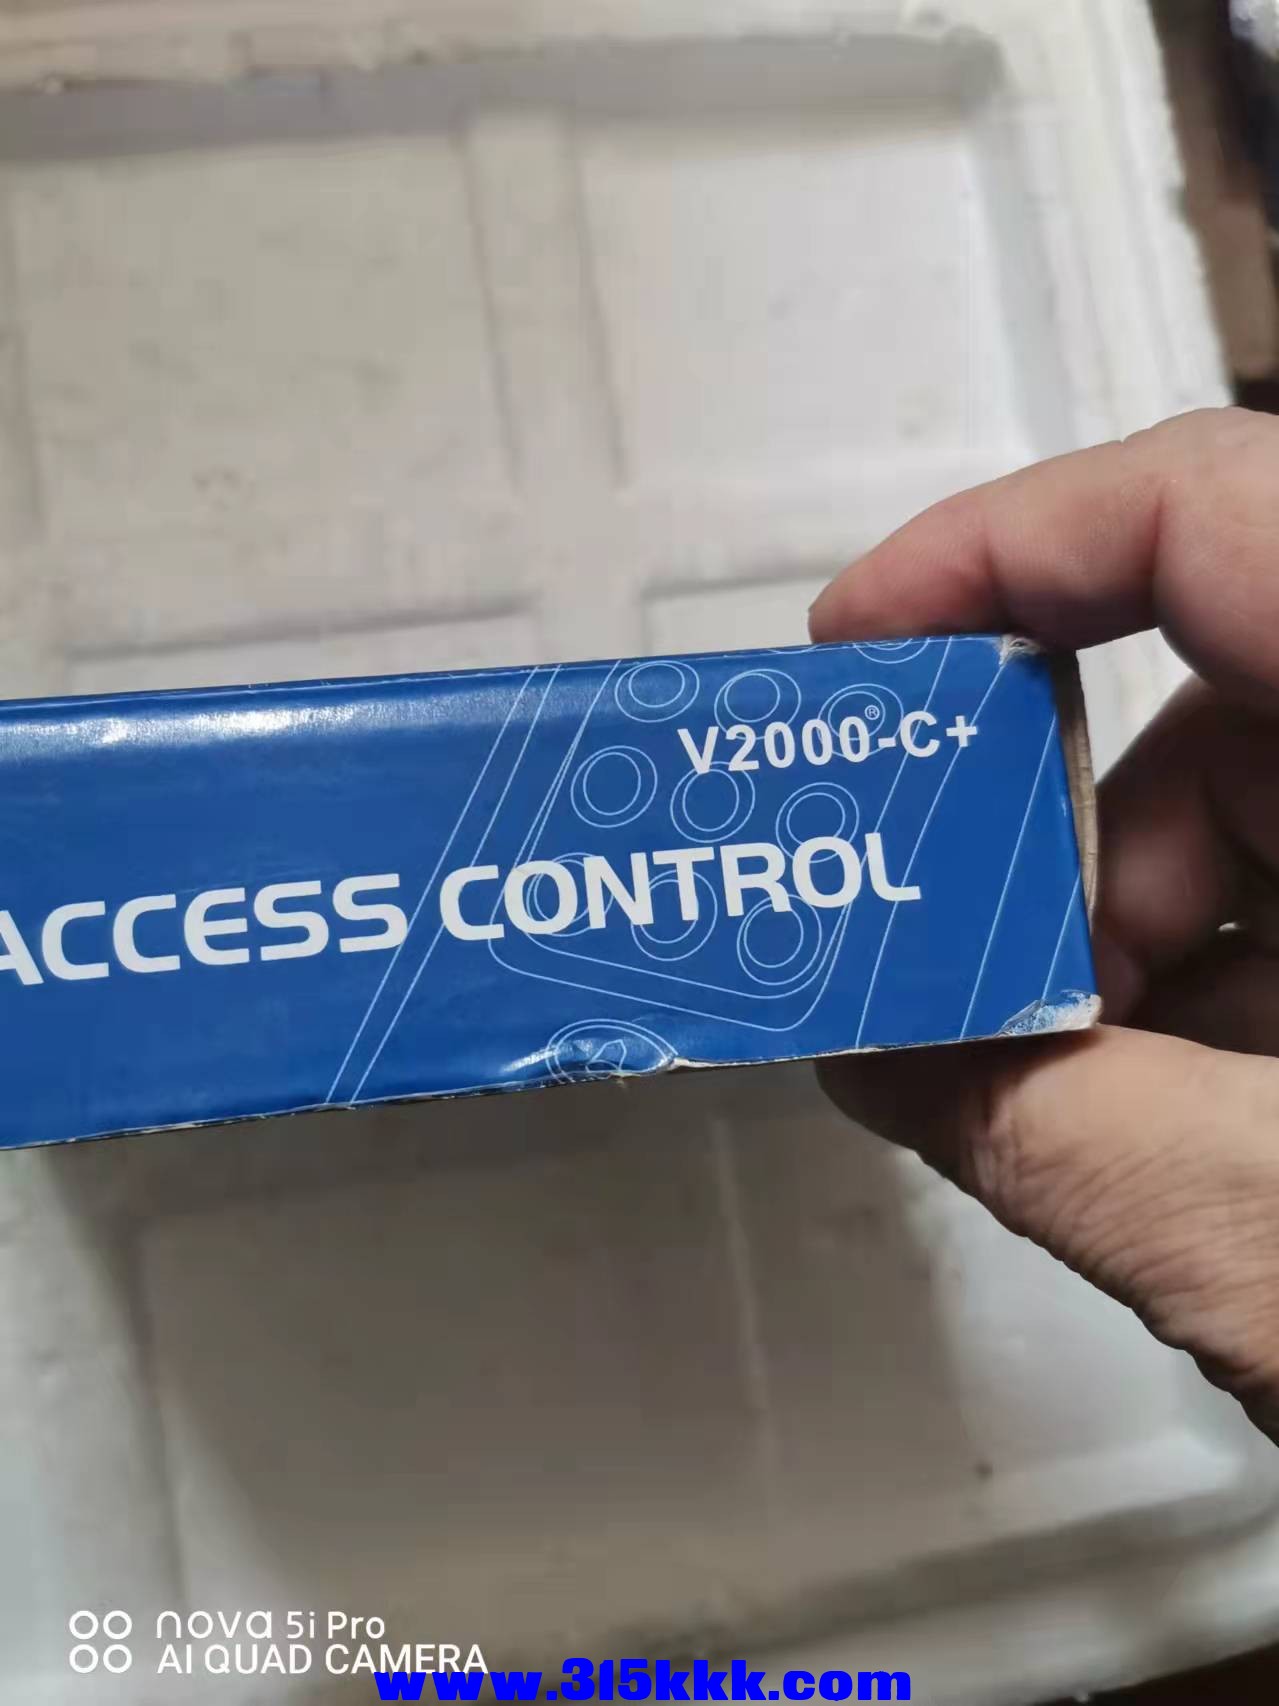 V2000®-C+
ACCESS CONTROL
nova 5i Pro
AI QUAD CAMERA
www.315kkk.com